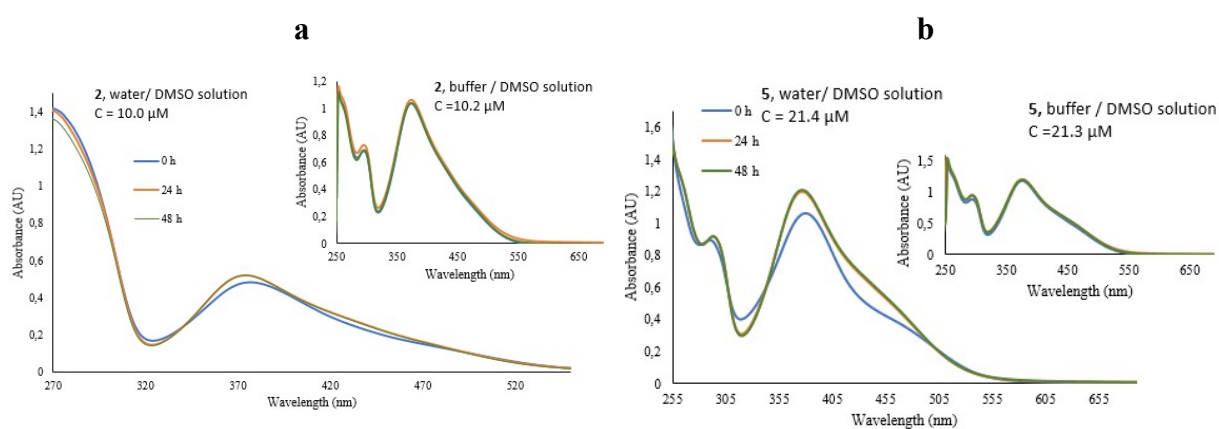 a
b
2, water/ DMSO solution
C = 10.0 µM
0 h
24 h
48 h
Absorbance (AU)
1,4
1,2
1
0,8
0,6
0,4
0,2
0
270
320
370
420
470
520
Wavelength (nm)
2, buffer / DMSO solution
C =10.2 µM
Absorbance (AU)
1,2
1
0,8
0,6
0,4
0,2
0
250
350
450
550
650
Wavelength (nm)
5, water/ DMSO solution
C = 21.4 µM
0 h
24 h
48 h
Absorbance (AU)
1,6
1,4
1,2
1
0,8
0,6
0,4
0,2
0
255
305
355
405
455
505
555
605
655
Wavelength (nm)
5, buffer / DMSO solution
C =21.3 µM
Absorbance (AU)
1,5
1
0,5
0
250
350
450
550
650
Wavelength (nm)